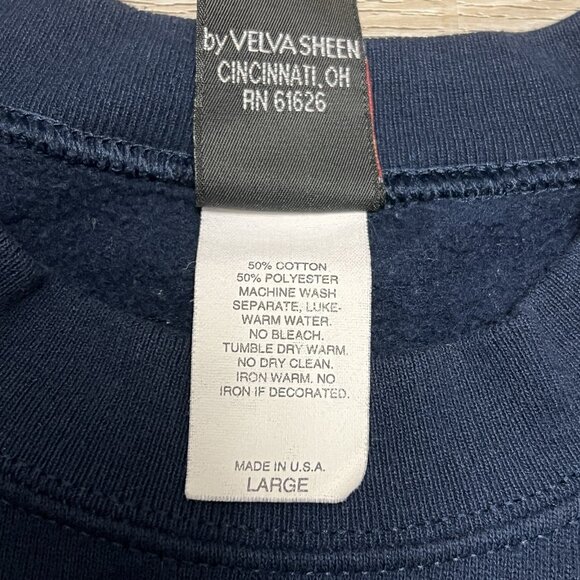 by VELVA SHEEN
CINCINNATI, OH
RN 61626
50% COTTON
50% POLYESTER
MACHINE WASH
SEPARATE, LUKE-
WARM WATER.
NO BLEACH.
TUMBLE DRY WARM.
NO DRY CLEAN.
IRON WARM. NO
IRON IF DECORATED.
MADE IN U.S.A.
LARGE